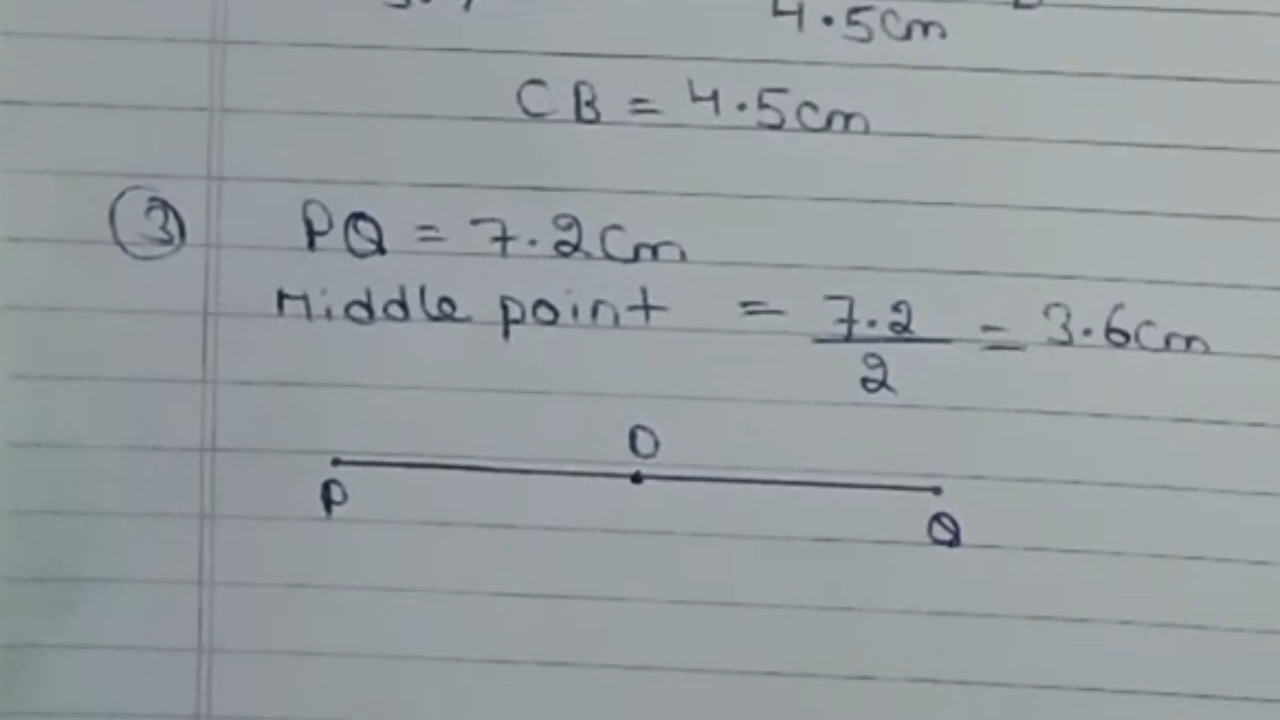 4.5cm
CB = 4.5cm
3 PQ = 7.2cm
Middle point = 7.2/2 = 3.6cm
O
P
Q